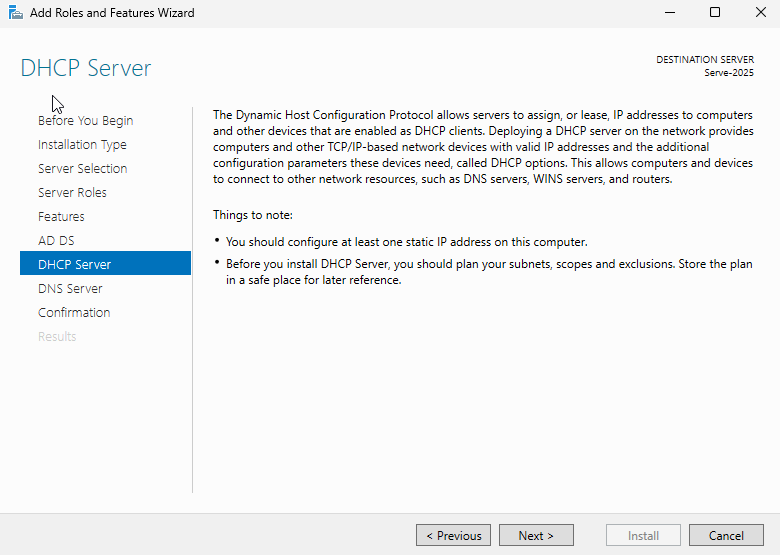 Add Roles and Features Wizard
DHCP Server
DESTINATION SERVER
Serve-2025
Before You Begin
Installation Type
Server Selection
Server Roles
Features
AD DS
DHCP Server
DNS Server
Confirmation
Results
The Dynamic Host Configuration Protocol allows servers to assign, or lease, IP addresses to computers
and other devices that are enabled as DHCP clients. Deploying a DHCP server on the network provides
computers and other TCP/IP-based network devices with valid IP addresses and the additional
configuration parameters these devices need, called DHCP options. This allows computers and devices
to connect to other network resources, such as DNS servers, WINS servers, and routers.
Things to note:
• You should configure at least one static IP address on this computer.
• Before you install DHCP Server, you should plan your subnets, scopes and exclusions. Store the plan
in a safe place for later reference.
< Previous
Next >
Install
Cancel